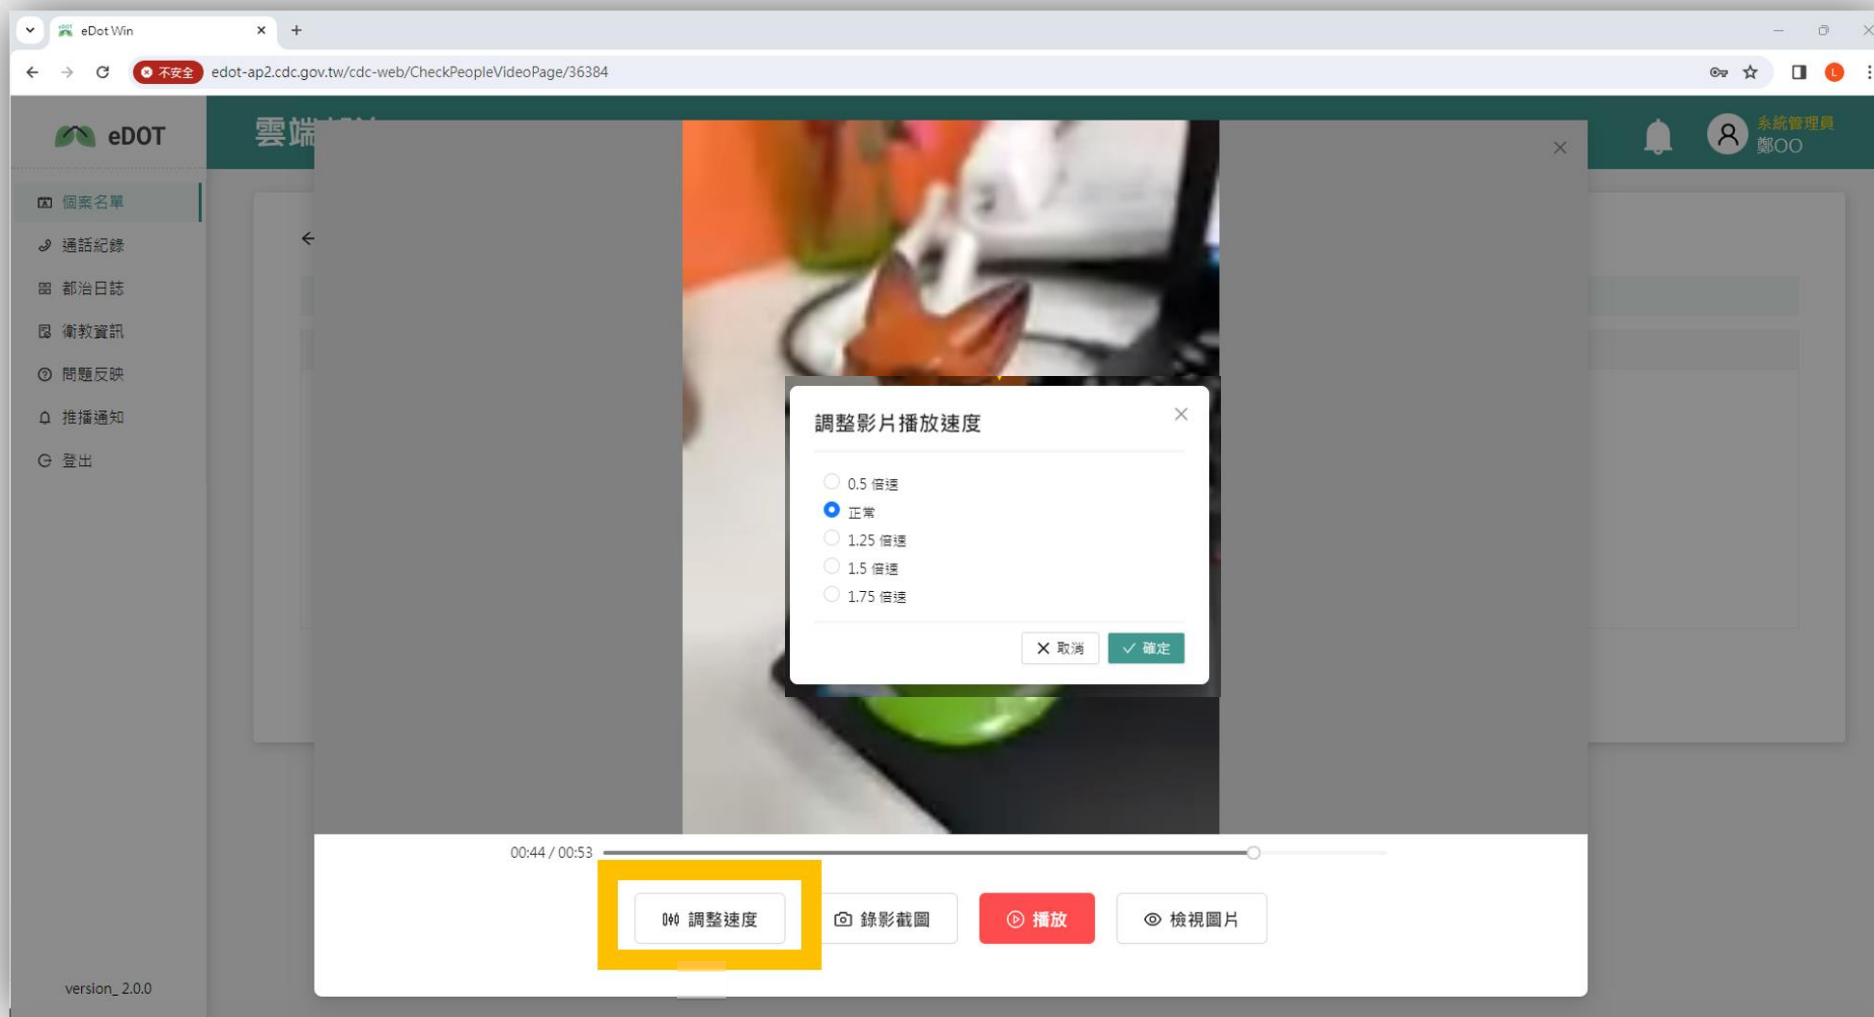 eDot Win
不安全
edot-ap2.cdc.gov.tw/cdc-web/CheckPeopleVideoPage/36384
L
eDOT
雲端
系統管理員
鄭OO
個案名單
通話紀錄
都治日誌
衛教資訊
問題反映
推播通知
登出
調整影片播放速度
0.5 倍速
正常
1.25 倍速
1.5 倍速
1.75 倍速
取消
確定
00:44 / 00:53
調整速度
錄影截圖
播放
檢視圖片
version_ 2.0.0